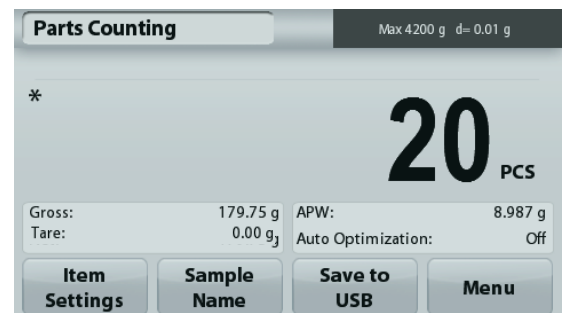 Parts Counting
Max 4200 g d= 0.01 g
*
20 PCS
Gross: 179.75 g
Tare: 0.00 g
APW: 8.987 g
Auto Optimization: Off
Item Settings
Sample Name
Save to USB
Menu